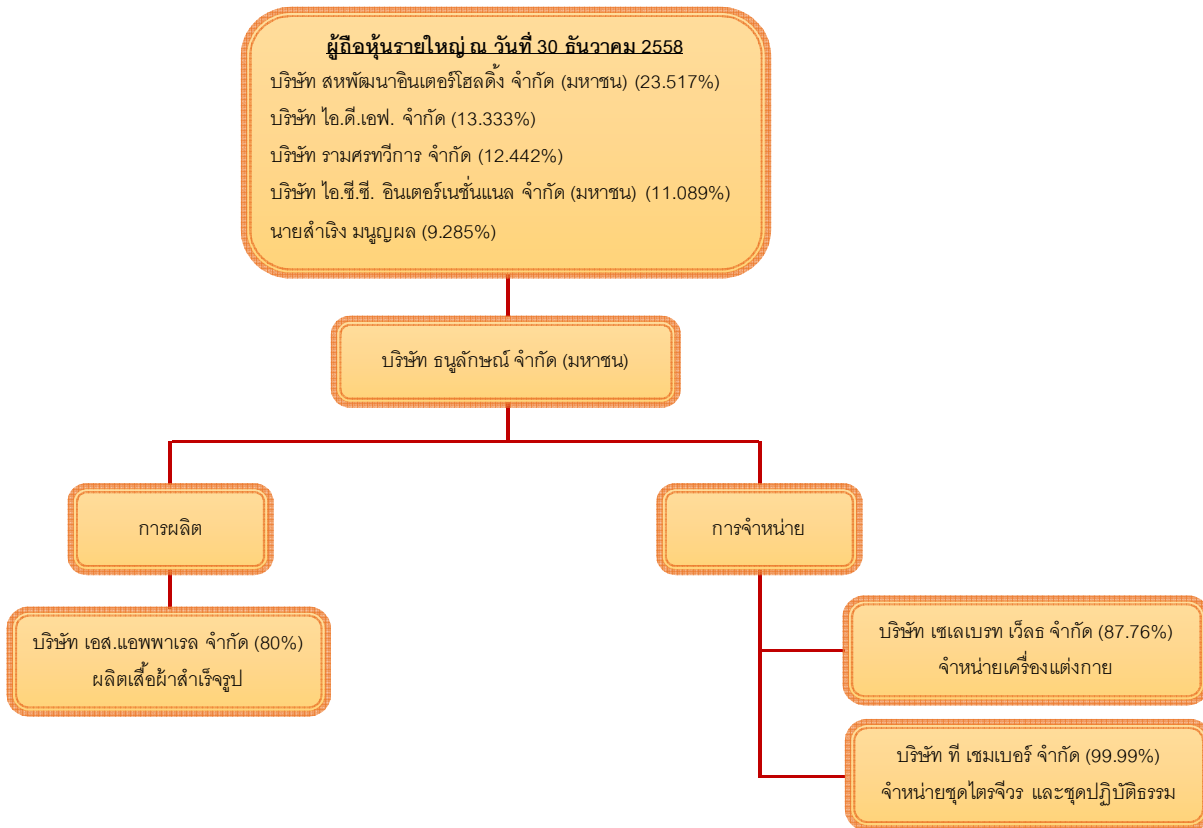 ผู้ถือหุ้นรายใหญ่ ณ วันที่ 30 ธันวาคม 2558
บริษัท สหพัฒนาอินเตอร์โฮลดิ้ง จำกัด (มหาชน) (23.517%)
บริษัท ไอ.ดี.เอฟ. จำกัด (13.333%)
บริษัท รามศรทวีการ จำกัด (12.442%)
บริษัท ไอ.ซี.ซี. อินเตอร์เนชั่นแนล จำกัด (มหาชน) (11.089%)
นายสำเริง มนูญผล (9.285%)
บริษัท ธนูลักษณ์ จำกัด (มหาชน)
การผลิต
การจำหน่าย
บริษัท เอส.แอพพาเรล จำกัด (80%)
ผลิตเสื้อผ้าสำเร็จรูป
บริษัท เซเลเบรท เว็ลธ จำกัด (87.76%)
จำหน่ายเครื่องแต่งกาย
บริษัท ที เชมเบอร์ จำกัด (99.99%)
จำหน่ายชุดไตรจีวร และชุดปฏิบัติธรรม